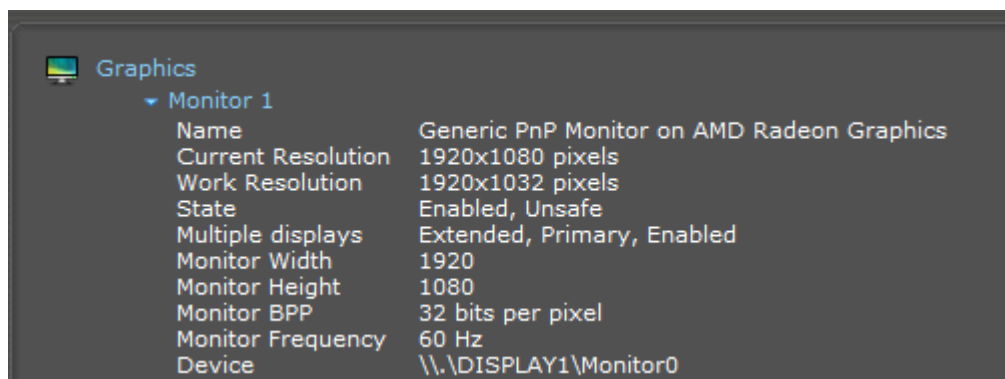 Graphics
Monitor 1
Name Generic PnP Monitor on AMD Radeon Graphics
Current Resolution 1920x1080 pixels
Work Resolution 1920x1032 pixels
State Enabled, Unsafe
Multiple displays Extended, Primary, Enabled
Monitor Width 1920
Monitor Height 1080
Monitor BPP 32 bits per pixel
Monitor Frequency 60 Hz
Device \\.\DISPLAY1\Monitor0